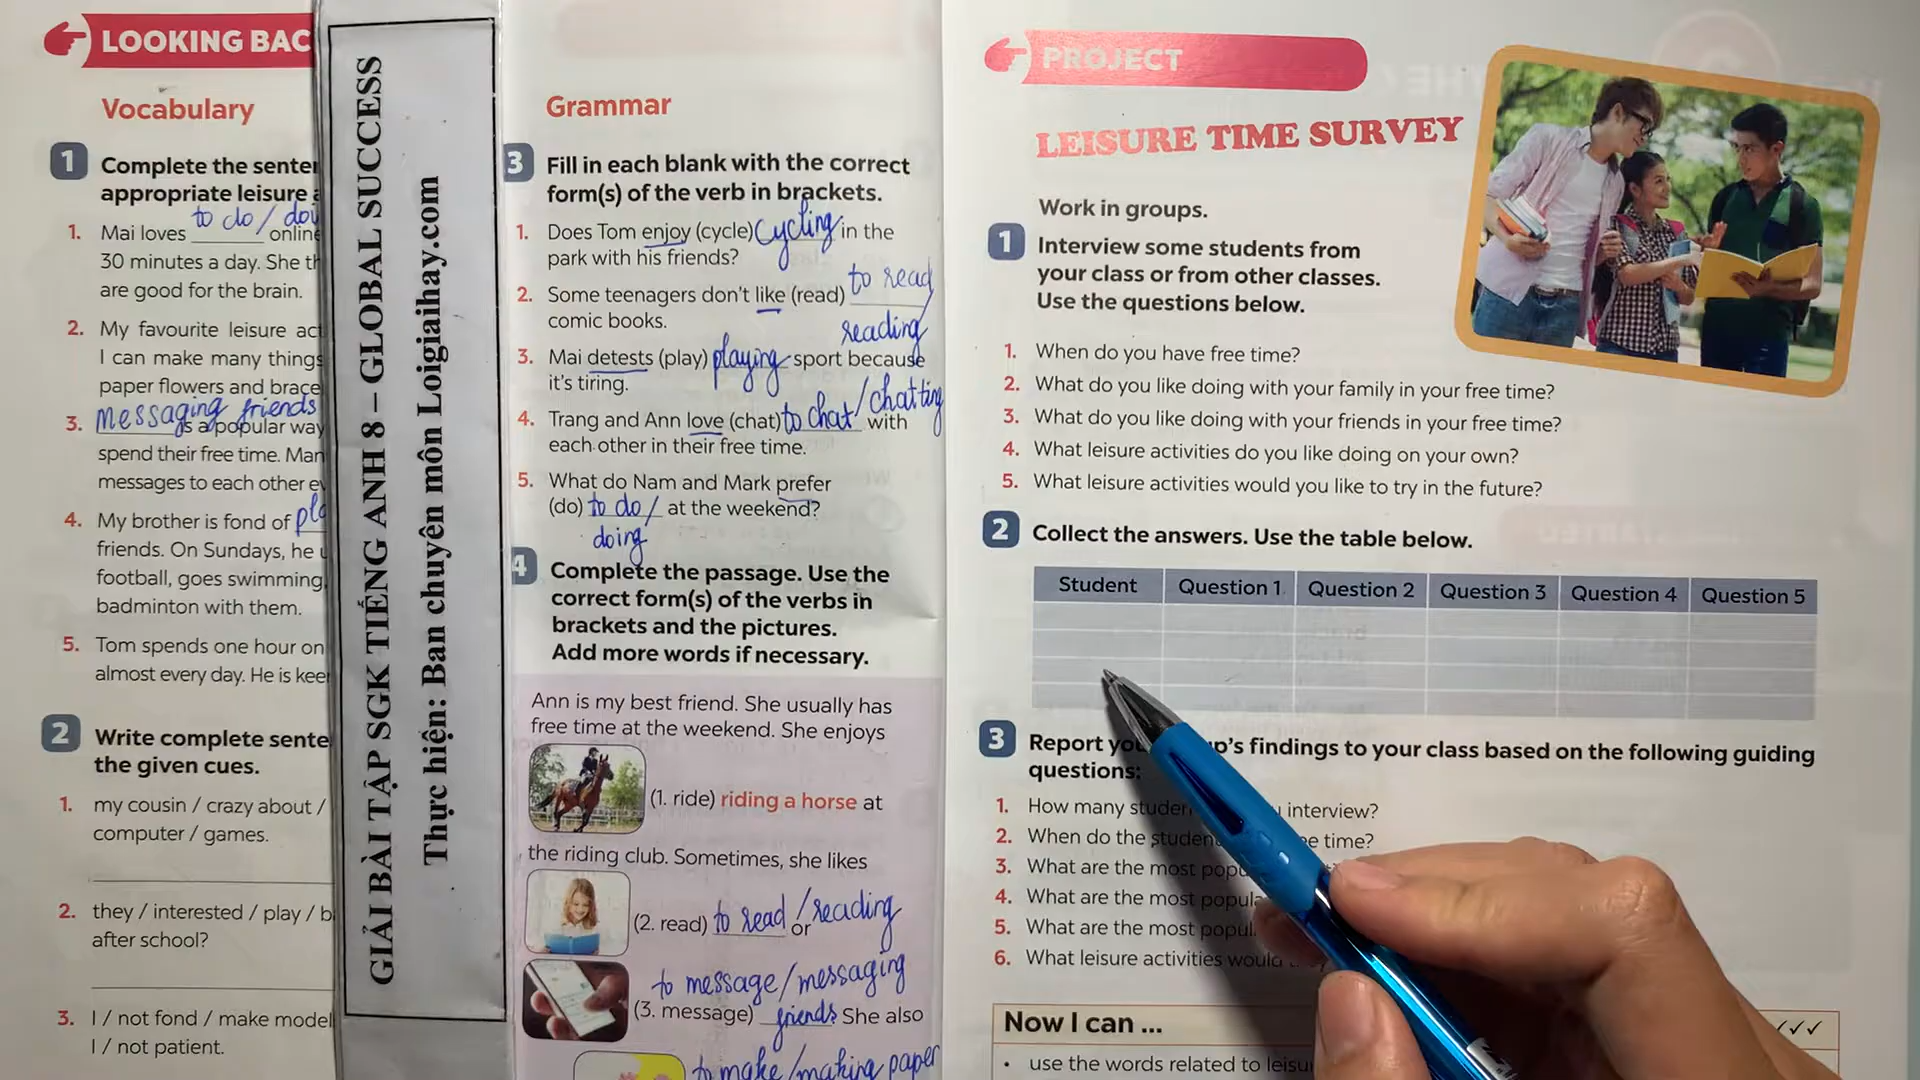 LOOKING BAC
Vocabulary
1 Complete the senten
appropriate leisure a
to do / doi
1. Mai loves ______ online
30 minutes a day. She th
are good for the brain.
2. My favourite leisure act
I can make many things
paper flowers and brace
messaging friends
3. ______ is a popular way
spend their free time. Man
messages to each other ev
4. My brother is fond of pla
friends. On Sundays, he u
football, goes swimming,
badminton with them.
5. Tom spends one hour on
almost every day. He is keen
2 Write complete sente
the given cues.
1. my cousin / crazy about /
computer / games.
2. they / interested / play / b
after school?
3. I / not fond / make model
I / not patient.
GIẢI BÀI TẬP SGK TIẾNG ANH 8 – GLOBAL SUCCESS
Thực hiện: Ban chuyên môn Loigiaihay.com
Grammar
3 Fill in each blank with the correct
form(s) of the verb in brackets.
1. Does Tom enjoy (cycle) cycling in the
park with his friends?
to read
2. Some teenagers don't like (read) ______ /
comic books.
reading
3. Mai detests (play) playing sport because
it's tiring.
4. Trang and Ann love (chat) to chat / chatting with
each other in their free time.
5. What do Nam and Mark prefer
(do) to do / at the weekend?
doing
4 Complete the passage. Use the
correct form(s) of the verbs in
brackets and the pictures.
Add more words if necessary.
Ann is my best friend. She usually has
free time at the weekend. She enjoys
(1. ride) riding a horse at
the riding club. Sometimes, she likes
(2. read) to read / reading or
to message / messaging
(3. message) friends. She also
to make / making paper
PROJECT
LEISURE TIME SURVEY
Work in groups.
1 Interview some students from
your class or from other classes.
Use the questions below.
1. When do you have free time?
2. What do you like doing with your family in your free time?
3. What do you like doing with your friends in your free time?
4. What leisure activities do you like doing on your own?
5. What leisure activities would you like to try in the future?
2 Collect the answers. Use the table below.
Student Question 1 Question 2 Question 3 Question 4 Question 5
3 Report you p's findings to your class based on the following guiding
questions:
1. How many studen u interview?
2. When do the studen ee time?
3. What are the most popu
4. What are the most popula
5. What are the most popul
6. What leisure activities would
Now I can ...
✓✓✓
• use the words related to leisu